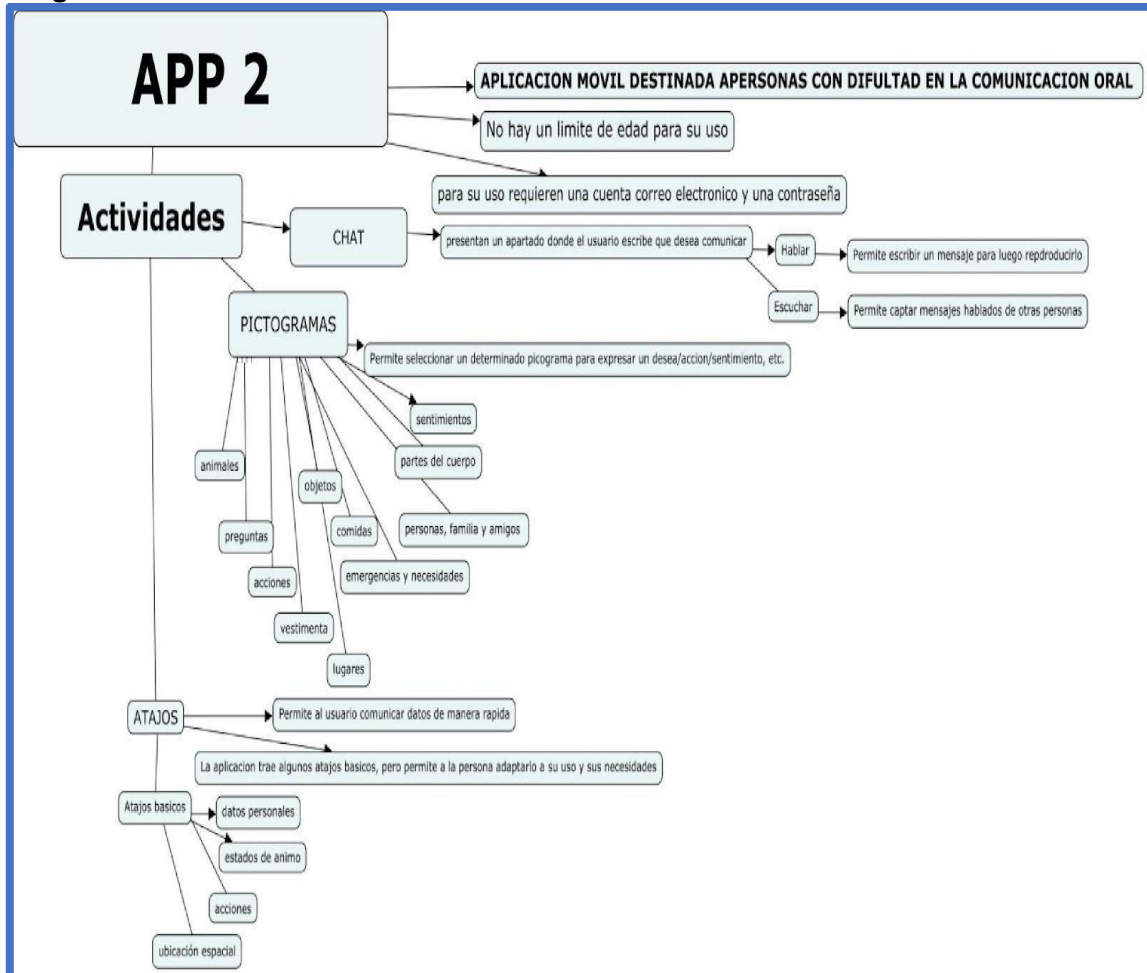 APP 2
APLICACION MOVIL DESTINADA APERSONAS CON DIFULTAD EN LA COMUNICACION ORAL
No hay un limite de edad para su uso
para su uso requieren una cuenta correo electronico y una contraseña
Actividades
CHAT
presentan un apartado donde el usuario escribe que desea comunicar
Hablar
Permite escribir un mensaje para luego repdroducirlo
Escuchar
Permite captar mensajes hablados de otras personas
PICTOGRAMAS
Permite seleccionar un determinado picograma para expresar un desea/accion/sentimiento, etc.
sentimientos
partes del cuerpo
animales
objetos
personas, familia y amigos
preguntas
comidas
acciones
emergencias y necesidades
vestimenta
lugares
ATAJOS
Permite al usuario comunicar datos de manera rapida
La aplicacion trae algunos atajos basicos, pero permite a la persona adaptarlo a su uso y sus necesidades
Atajos basicos
datos personales
estados de animo
acciones
ubicación espacial